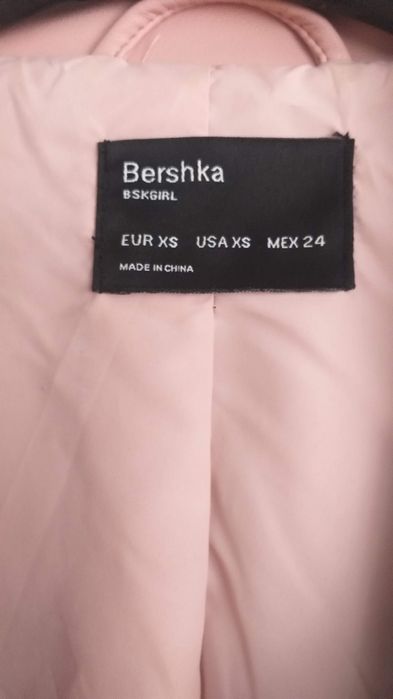 Bershka
BSKGIRL
EUR XS USA XS MEX 24
MADE IN CHINA